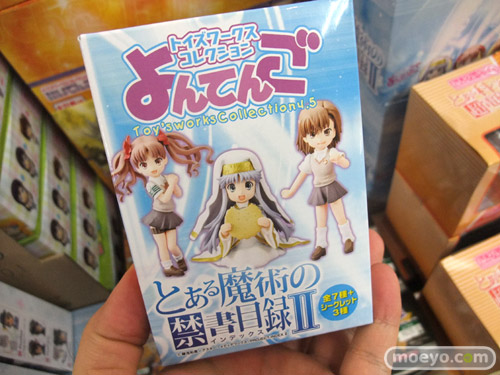 トイズワークス
コレクション
よんてんご
Toy'sworksCollection4.5
とある魔術の
禁書目録II
インデックス
全7種+
シークレット
3種
moeyo.com